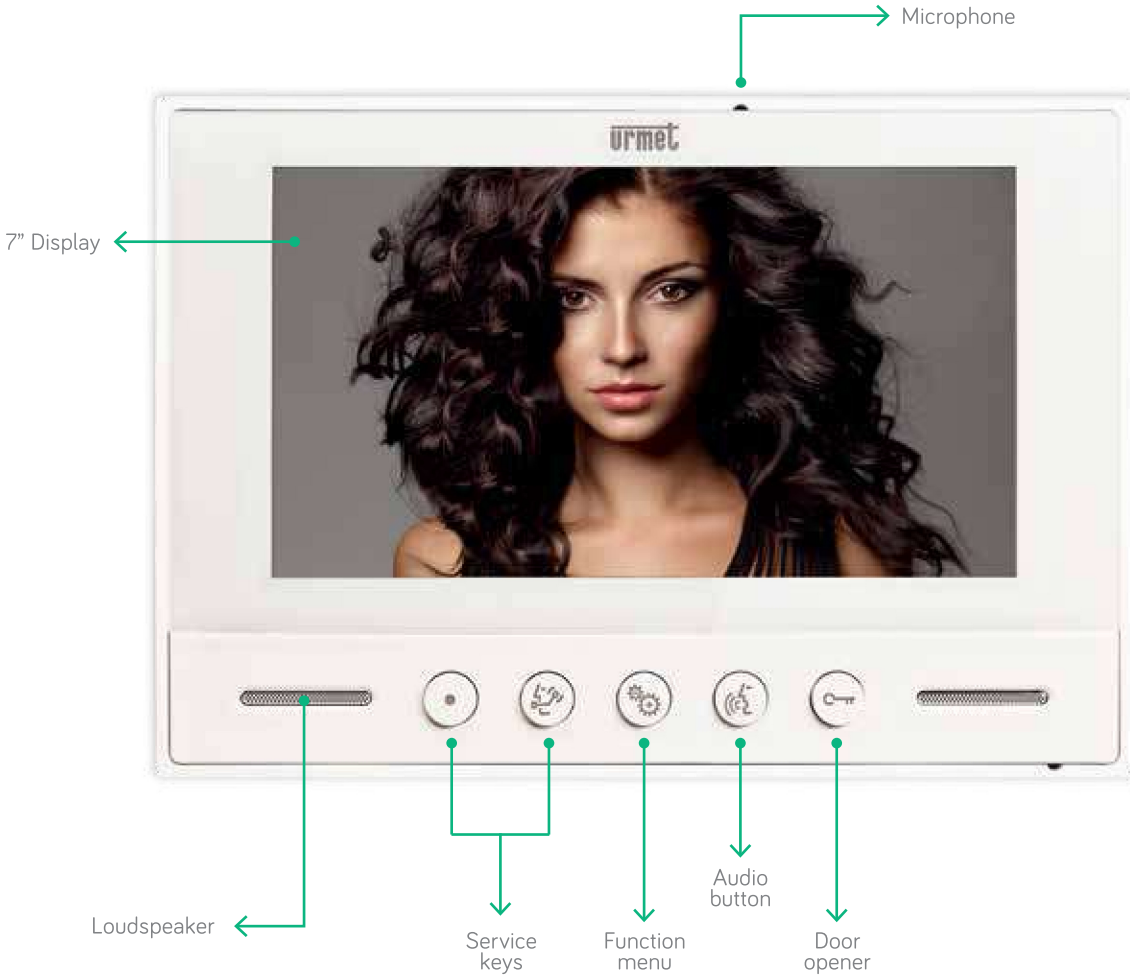 Microphone
urmet
7” Display
Audio
button
Loudspeaker
Service
keys
Function
menu
Door
opener